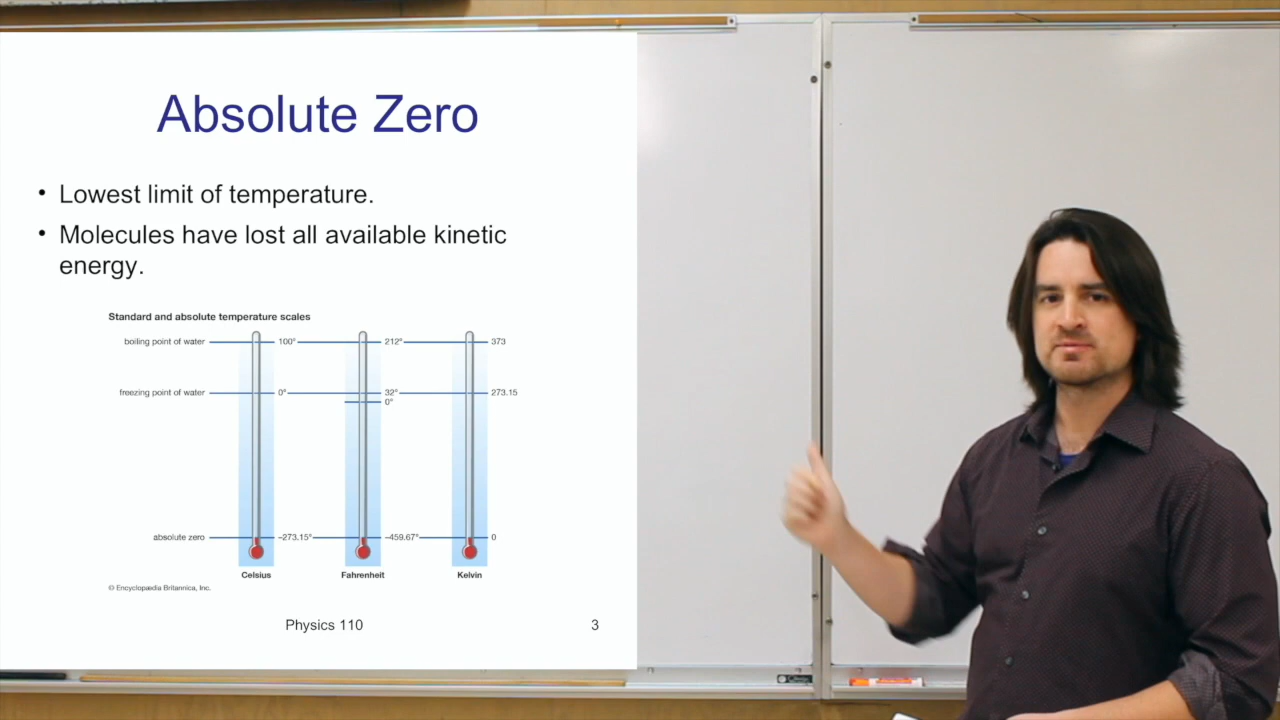 Absolute Zero
• Lowest limit of temperature.
• Molecules have lost all available kinetic
energy.
Standard and absolute temperature scales
boiling point of water 100° 212° 373
freezing point of water 0° 32° 273.15
0°
absolute zero –273.15° –459.67° 0
Celsius Fahrenheit Kelvin
© Encyclopædia Britannica, Inc.
Physics 110 3